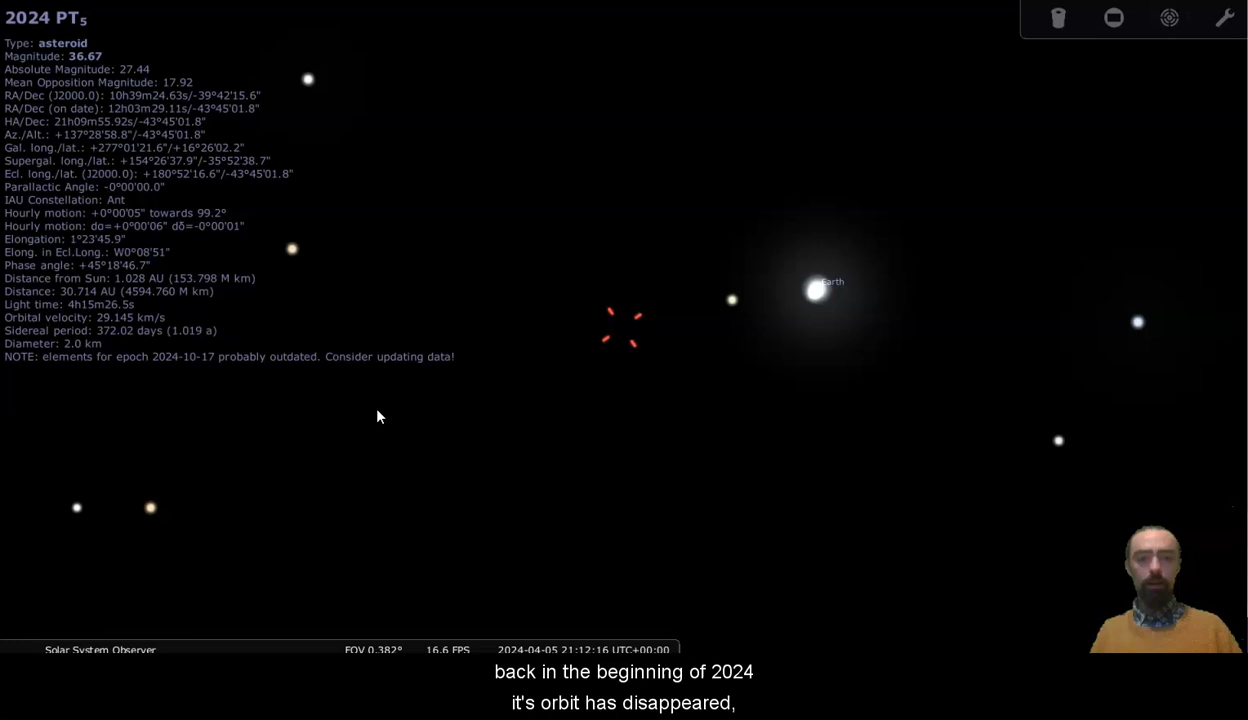 2024 PT₅
Type: asteroid
Magnitude: 36.67
Absolute Magnitude: 27.44
Mean Opposition Magnitude: 17.92
RA/Dec (J2000.0): 10h39m24.63s/-39°42'15.6"
RA/Dec (on date): 12h03m29.11s/-43°45'01.8"
HA/Dec: 21h09m55.92s/-43°45'01.8"
Az./Alt.: +137°28'58.8"/-43°45'01.8"
Gal. long./lat.: +277°01'21.6"/+16°26'02.2"
Supergal. long./lat.: +154°26'37.9"/-35°52'38.7"
Ecl. long./lat. (J2000.0): +180°52'16.6"/-43°45'01.8"
Parallactic Angle: -0°00'00.0"
IAU Constellation: Ant
Hourly motion: +0°00'05" towards 99.2°
Hourly motion: dα=+0°00'06" dδ=-0°00'01"
Elongation: 1°23'45.9"
Elong. in Ecl.Long.: W0°08'51"
Phase angle: +45°18'46.7"
Distance from Sun: 1.028 AU (153.798 M km)
Distance: 30.714 AU (4594.760 M km)
Light time: 4h15m26.5s
Orbital velocity: 29.145 km/s
Sidereal period: 372.02 days (1.019 a)
Diameter: 2.0 km
NOTE: elements for epoch 2024-10-17 probably outdated. Consider updating data!
Earth
Solar System Observer FOV 0.382° 16.6 FPS 2024-04-05 21:12:16 UTC+00:00
back in the beginning of 2024
it's orbit has disappeared,